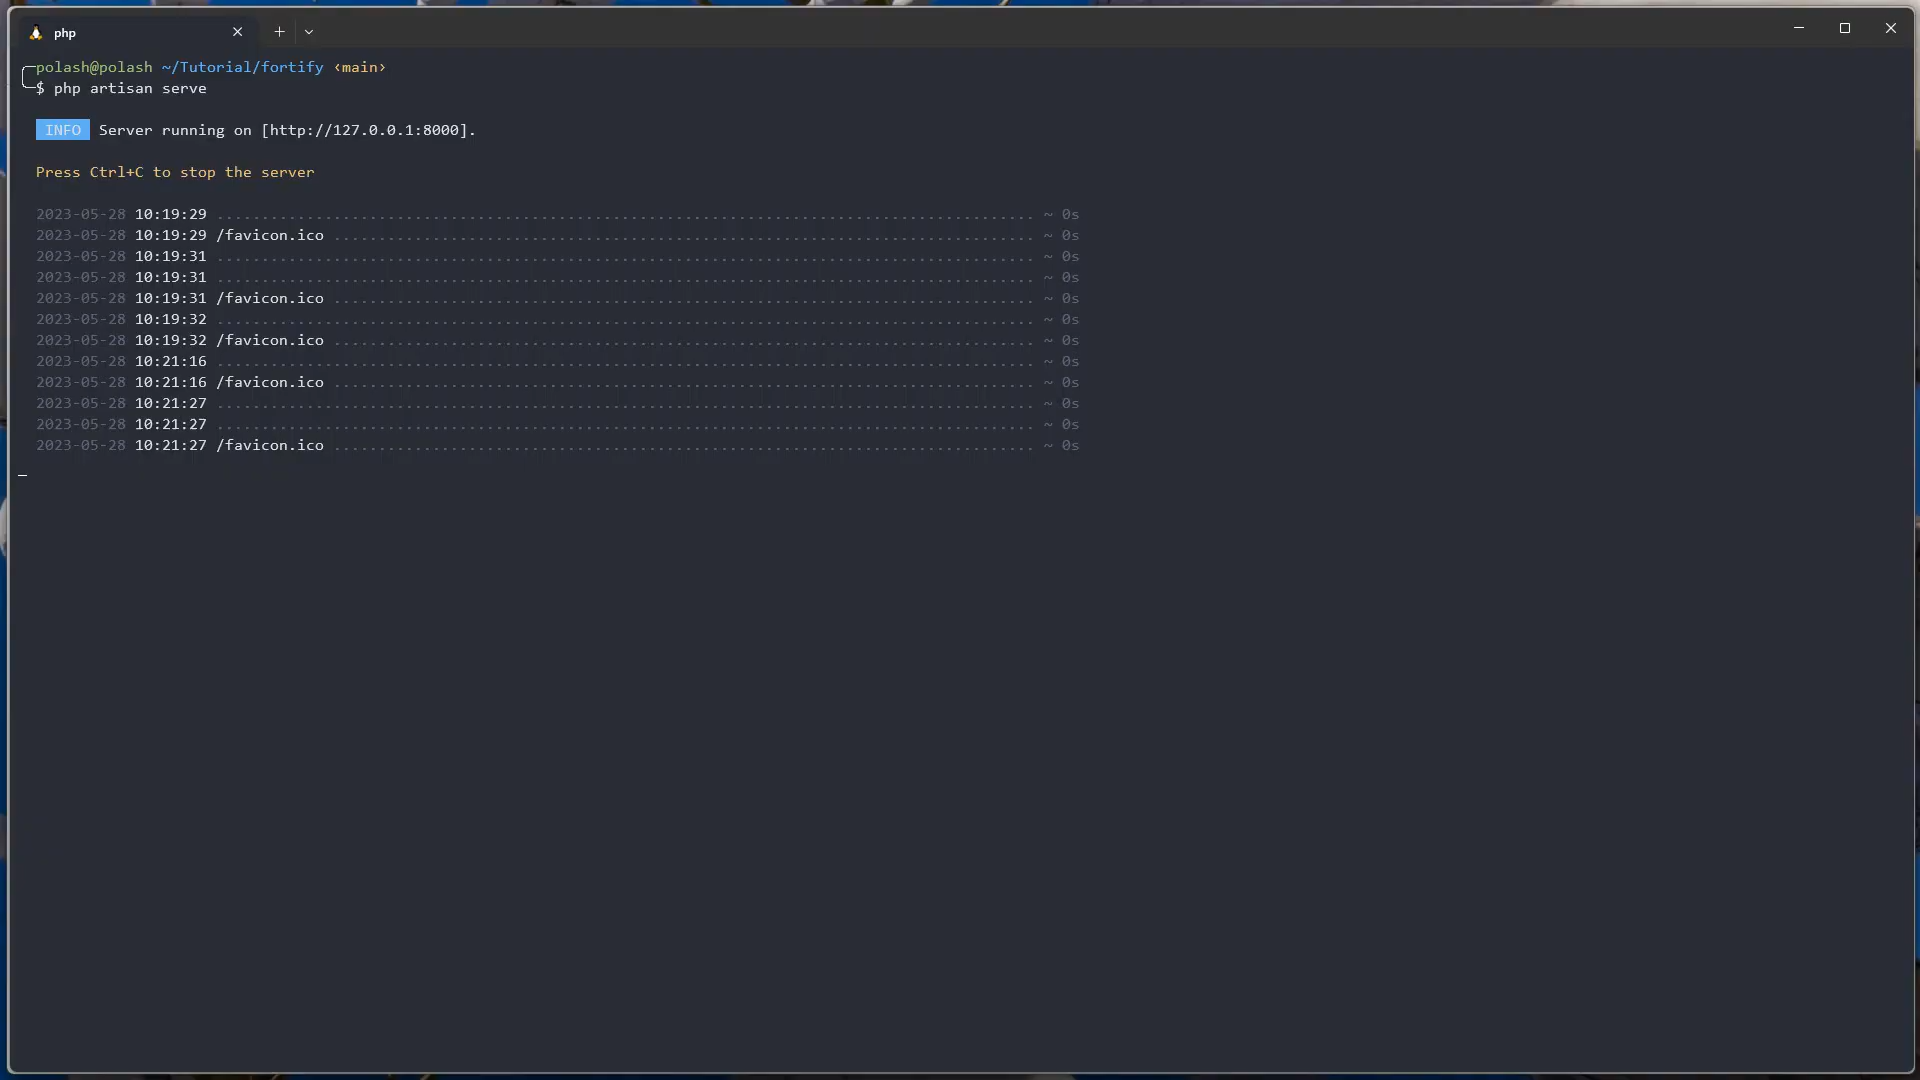 php
polash@polash ~/Tutorial/fortify ‹main›
$ php artisan serve
INFO Server running on [http://127.0.0.1:8000].
Press Ctrl+C to stop the server
2023-05-28 10:19:29 ........................................................................................... ~ 0s
2023-05-28 10:19:29 /favicon.ico .............................................................................. ~ 0s
2023-05-28 10:19:31 ........................................................................................... ~ 0s
2023-05-28 10:19:31 ........................................................................................... ~ 0s
2023-05-28 10:19:31 /favicon.ico .............................................................................. ~ 0s
2023-05-28 10:19:32 ........................................................................................... ~ 0s
2023-05-28 10:19:32 /favicon.ico .............................................................................. ~ 0s
2023-05-28 10:21:16 ........................................................................................... ~ 0s
2023-05-28 10:21:16 /favicon.ico .............................................................................. ~ 0s
2023-05-28 10:21:27 ........................................................................................... ~ 0s
2023-05-28 10:21:27 ........................................................................................... ~ 0s
2023-05-28 10:21:27 /favicon.ico .............................................................................. ~ 0s